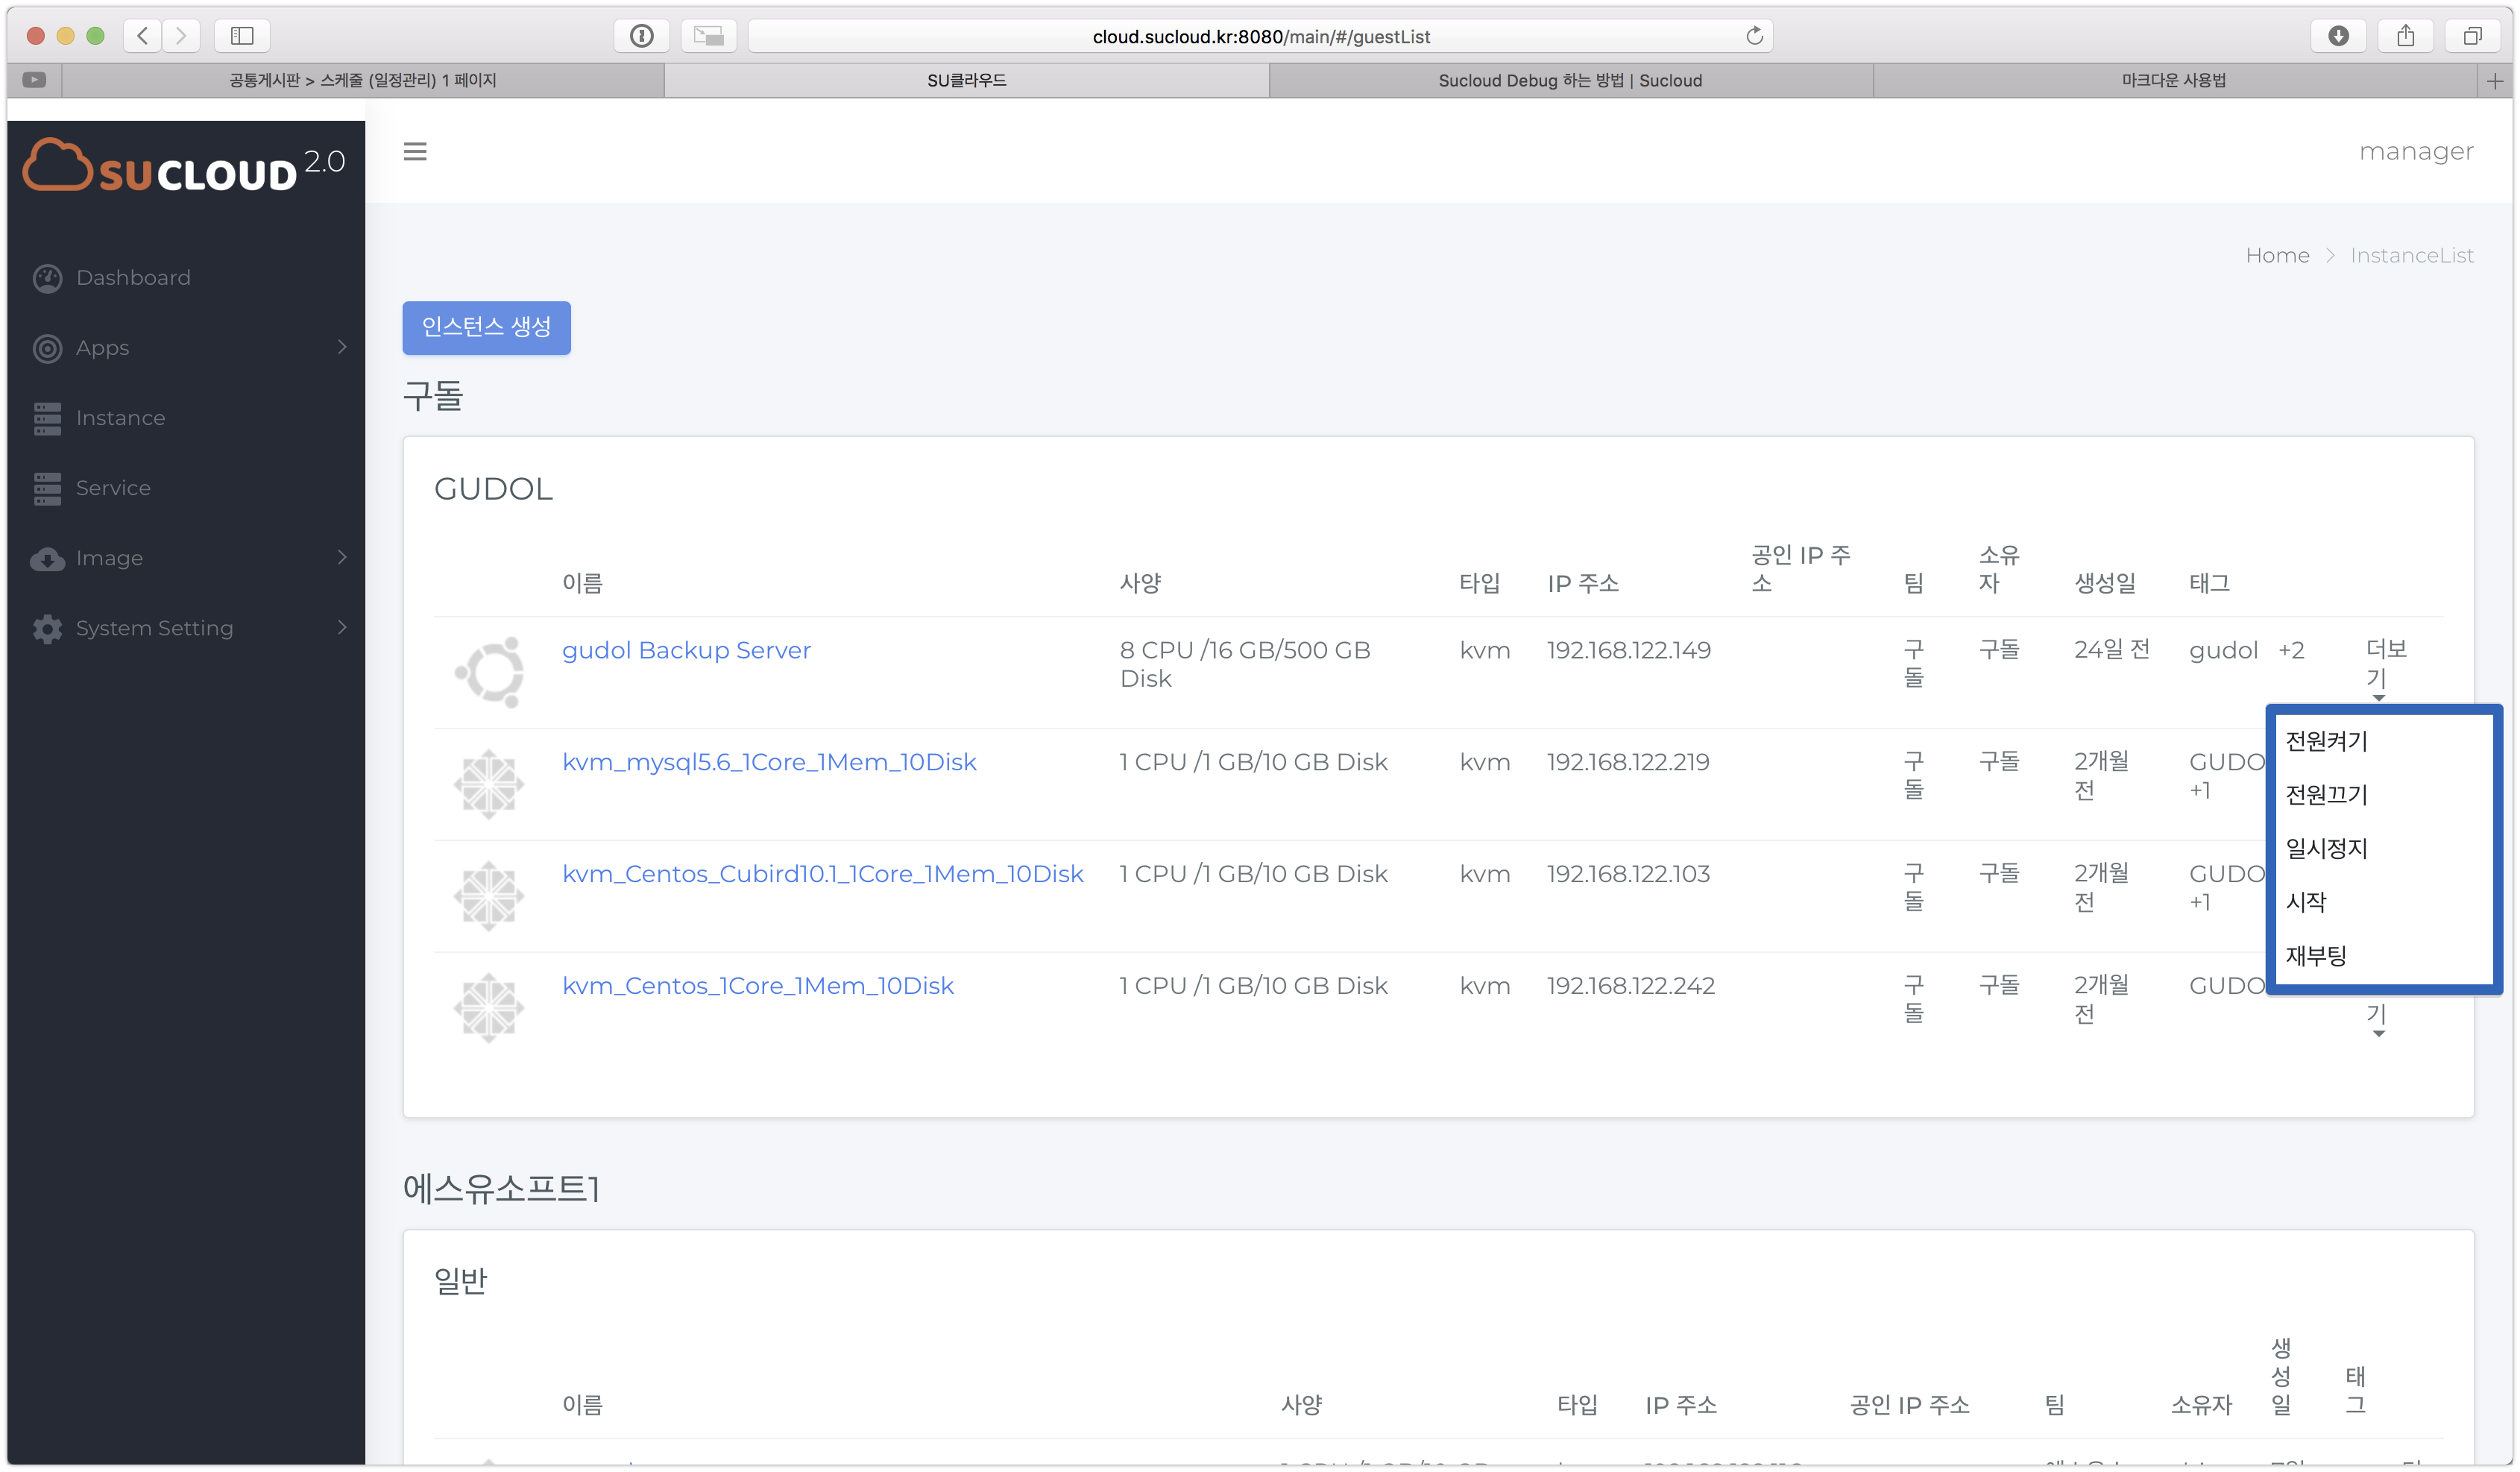 cloud.sucloud.kr:8080/main/#/guestList
공통게시판 > 스케줄 (일정관리) 1 페이지
SU클라우드
Sucloud Debug 하는 방법 | Sucloud
마크다운 사용법
SUCLOUD 2.0
manager
Dashboard
Apps
Instance
Service
Image
System Setting
Home > InstanceList
인스턴스 생성
구돌
GUDOL
이름 사양 타입 IP 주소 공인 IP 주
소 팀 소유
자 생성일 태그
gudol Backup Server 8 CPU /16 GB/500 GB kvm 192.168.122.149 구 구돌 24일 전 gudol +2 더보
Disk 돌 기
kvm_mysql5.6_1Core_1Mem_10Disk 1 CPU /1 GB/10 GB Disk kvm 192.168.122.219 구 구돌 2개월 GUDO
돌 전 +1
kvm_Centos_Cubird10.1_1Core_1Mem_10Disk 1 CPU /1 GB/10 GB Disk kvm 192.168.122.103 구 구돌 2개월 GUDO
돌 전 +1
kvm_Centos_1Core_1Mem_10Disk 1 CPU /1 GB/10 GB Disk kvm 192.168.122.242 구 구돌 2개월 GUDO
돌 전 기
전원켜기
전원끄기
일시정지
시작
재부팅
에스유소프트1
일반
이름 사양 타입 IP 주소 공인 IP 주소 팀 소유자 생
성
일 태
그